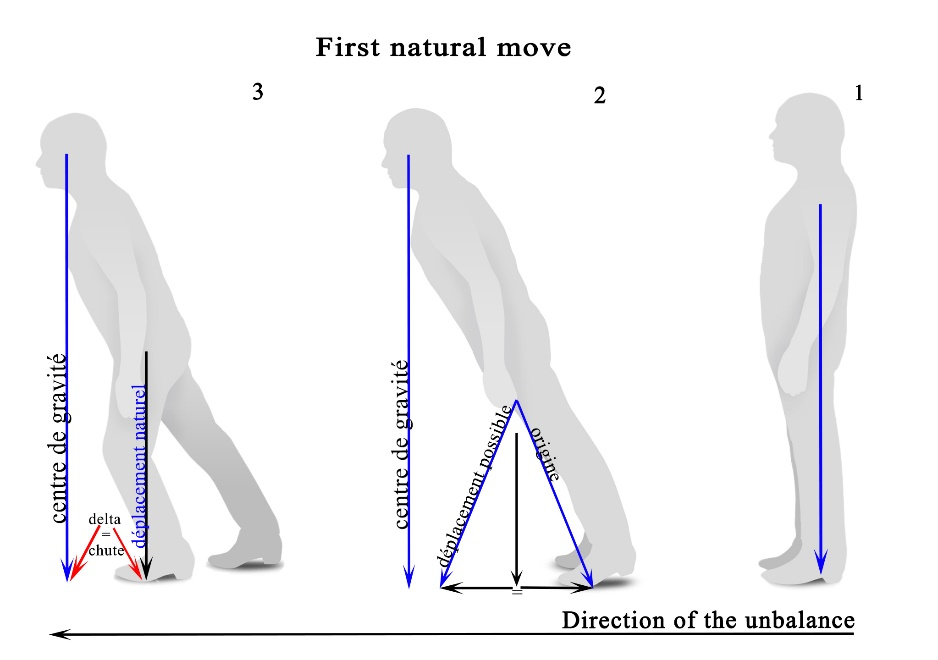 First natural move
3
2
1
centre de gravité
déplacement naturel
delta
=
chute
centre de gravité
déplacement possible
origine
=
Direction of the unbalance